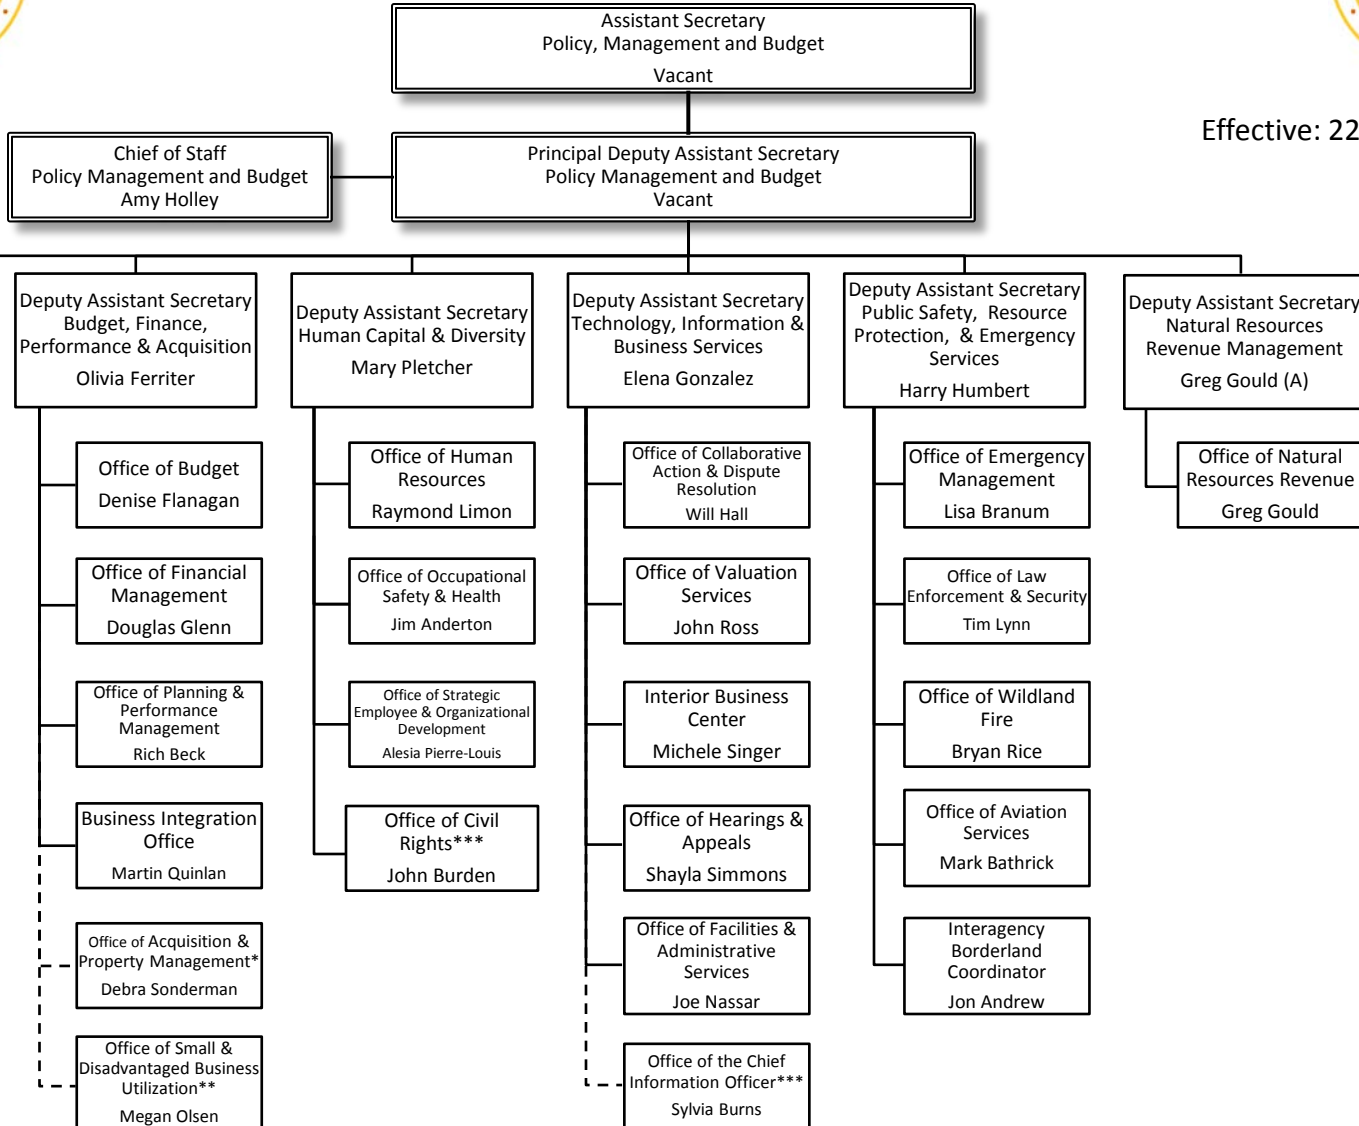 Assistant Secretary
Policy, Management and Budget
Vacant
Effective: 22
Chief of Staff
Policy Management and Budget
Amy Holley
Principal Deputy Assistant Secretary
Policy Management and Budget
Vacant
Deputy Assistant Secretary
Budget, Finance,
Performance & Acquisition
Olivia Ferriter
Deputy Assistant Secretary
Human Capital & Diversity
Mary Pletcher
Deputy Assistant Secretary
Technology, Information &
Business Services
Elena Gonzalez
Deputy Assistant Secretary
Public Safety, Resource
Protection, & Emergency
Services
Harry Humbert
Deputy Assistant Secretary
Natural Resources
Revenue Management
Greg Gould (A)
Office of Budget
Denise Flanagan
Office of Financial
Management
Douglas Glenn
Office of Planning &
Performance
Management
Rich Beck
Business Integration
Office
Martin Quinlan
Office of Acquisition &
Property Management*
Debra Sonderman
Office of Small &
Disadvantaged Business
Utilization**
Megan Olsen
Office of Human
Resources
Raymond Limon
Office of Occupational
Safety & Health
Jim Anderton
Office of Strategic
Employee & Organizational
Development
Alesia Pierre-Louis
Office of Civil
Rights***
John Burden
Office of Collaborative
Action & Dispute
Resolution
Will Hall
Office of Valuation
Services
John Ross
Interior Business
Center
Michele Singer
Office of Hearings &
Appeals
Shayla Simmons
Office of Facilities &
Administrative
Services
Joe Nassar
Office of the Chief
Information Officer***
Sylvia Burns
Office of Emergency
Management
Lisa Branum
Office of Law
Enforcement & Security
Tim Lynn
Office of Wildland
Fire
Bryan Rice
Office of Aviation
Services
Mark Bathrick
Interagency
Borderland
Coordinator
Jon Andrew
Office of Natural
Resources Revenue
Greg Gould